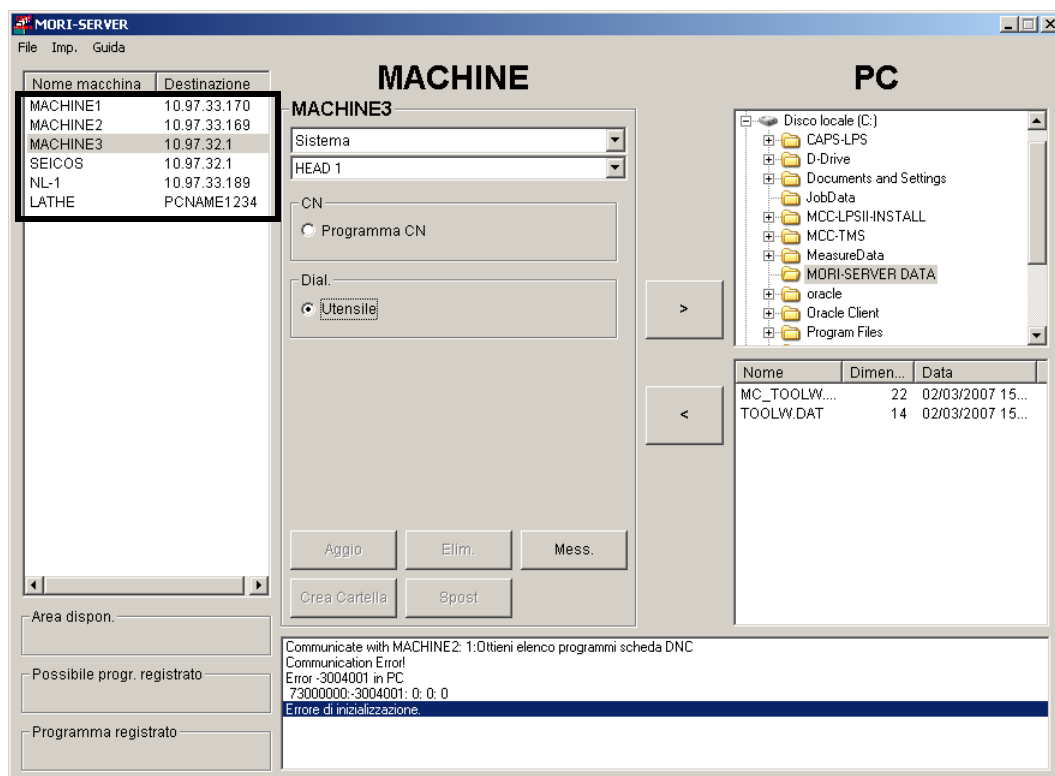 MORI-SERVER
File Imp. Guida
MACHINE
PC
Nome macchina Destinazione
MACHINE1 10.97.33.170
MACHINE2 10.97.33.169
MACHINE3 10.97.32.1
SEICOS 10.97.32.1
NL-1 10.97.33.189
LATHE PCNAME1234
MACHINE3
Sistema
HEAD 1
CN
Programma CN
Dial.
Utensile
Aggio Elim. Mess.
Crea Cartella Spost
>
<
Disco locale (C:)
CAPS-LPS
D-Drive
Documents and Settings
JobData
MCC-LPSII-INSTALL
MCC-TMS
MeasureData
MORI-SERVER DATA
oracle
Oracle Client
Program Files
Nome Dimen... Data
MC_TOOLW.... 22 02/03/2007 15...
TOOLW.DAT 14 02/03/2007 15...
Area dispon.
Possibile progr. registrato
Programma registrato
Communicate with MACHINE2: 1:Ottieni elenco programmi scheda DNC
Communication Error!
Error -3004001 in PC
73000000:-3004001: 0: 0: 0
Errore di inizializzazione.